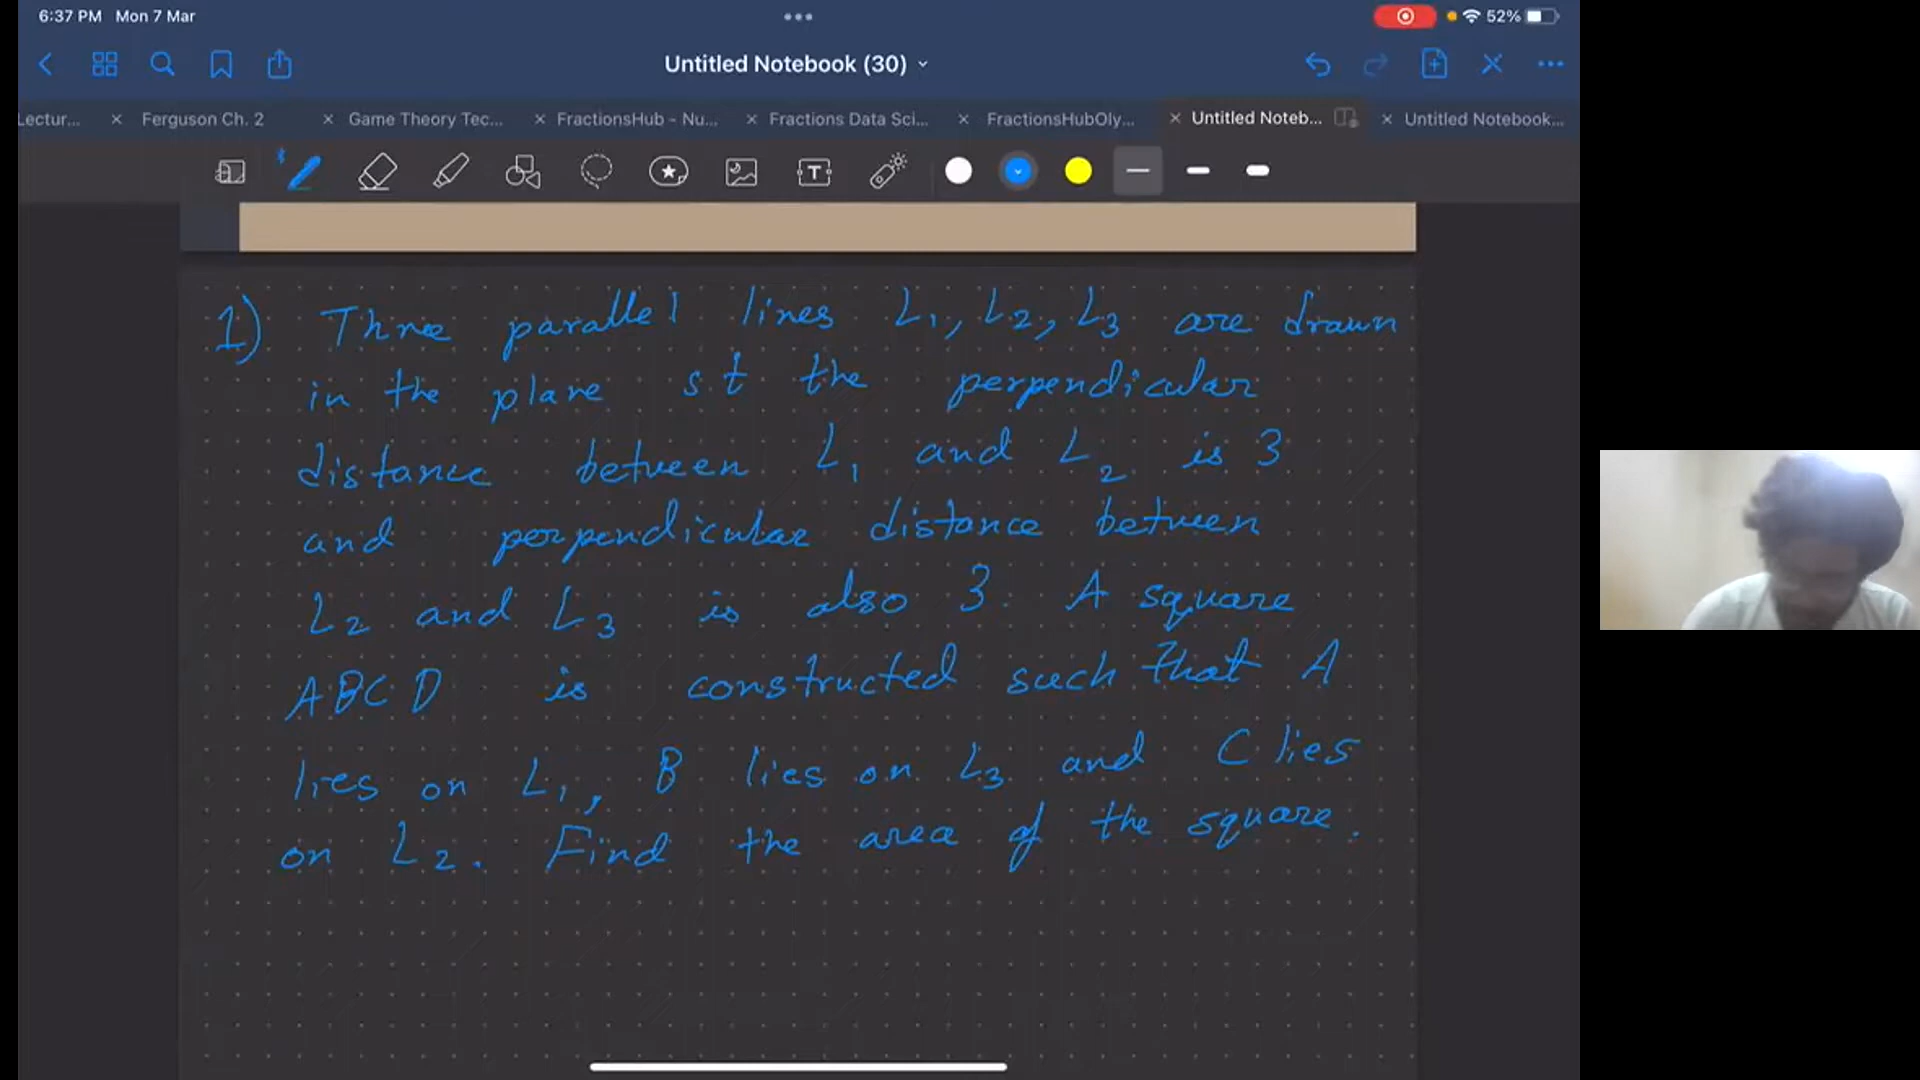 6:37 PM Mon 7 Mar
52%
Untitled Notebook (30)
Lectur... Ferguson Ch. 2 Game Theory Tec... FractionsHub - Nu... Fractions Data Sci... FractionsHubOly... Untitled Noteb... Untitled Notebook...
T
1) Three parallel lines L1, L2, L3 are drawn
in the plane s.t the perpendicular
distance between L1 and L2 is 3
and perpendicular distance between
L2 and L3 is also 3. A square
ABCD is constructed such that A
lies on L1, B lies on L3 and C lies
on L2. Find the area of the square.